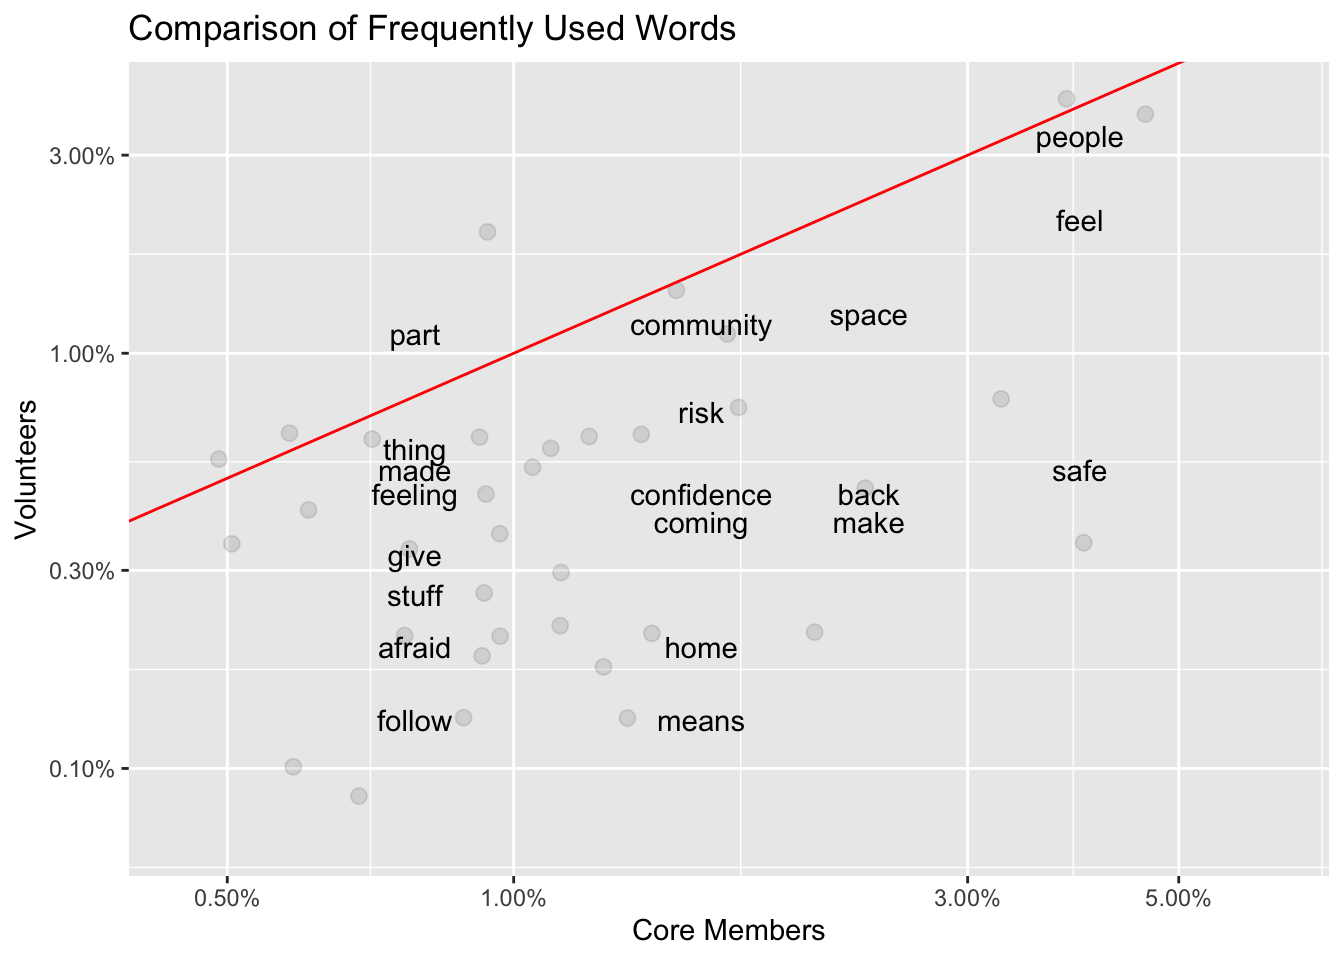 Comparison of Frequently Used Words
people
3.00%
feel
space
community
part
1.00%
risk
thing
made
safe
feeling
confidence
back
coming
make
give
0.30%
stuff
afraid
home
follow
means
0.10%
Volunteers
0.50%
1.00%
3.00%
5.00%
Core Members